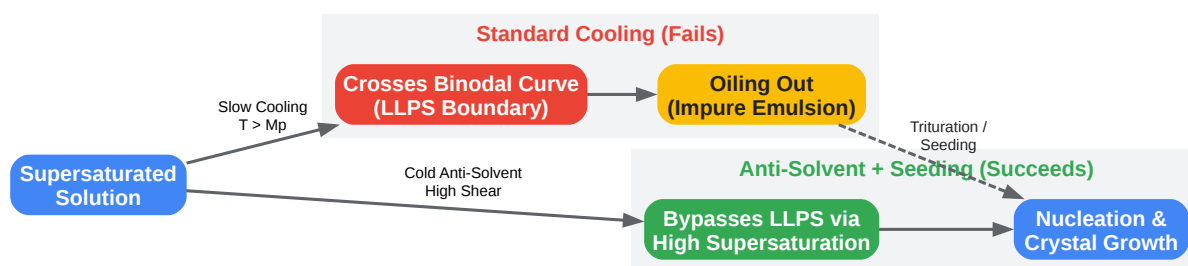 Standard Cooling (Fails)
Crosses Binodal Curve
(LLPS Boundary)
Oiling Out
(Impure Emulsion)
Slow Cooling
T > Mp
Trituration /
Seeding
Supersaturated
Solution
Cold Anti-Solvent
High Shear
Anti-Solvent + Seeding (Succeeds)
Bypasses LLPS via
High Supersaturation
Nucleation &
Crystal Growth